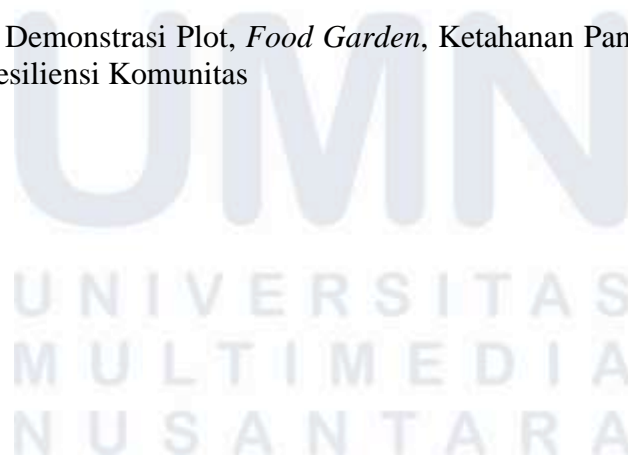 Demonstrasi Plot, Food Garden, Ketahanan Pan
esiliensi Komunitas
UMN
UNIVERSITAS
MULTIMEDIA
NUSANTARA